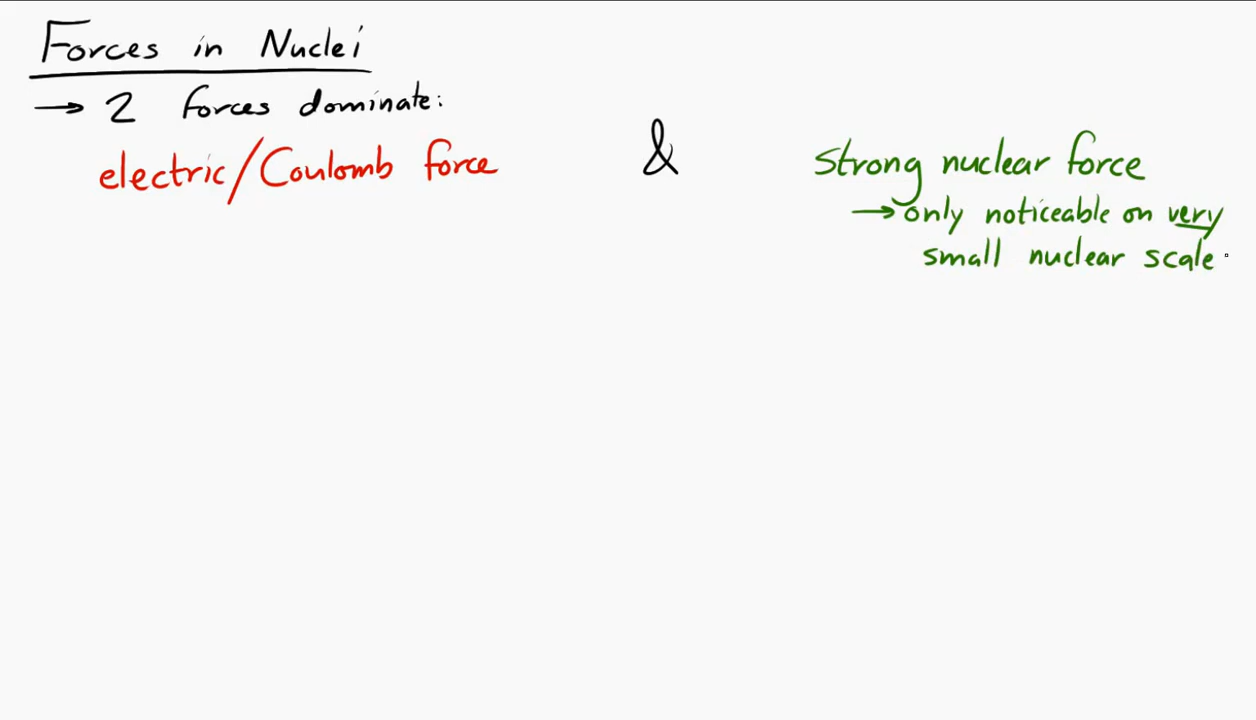 Forces in Nuclei
→ 2 forces dominate:
electric/Coulomb force & Strong nuclear force
→ only noticeable on very
small nuclear scale